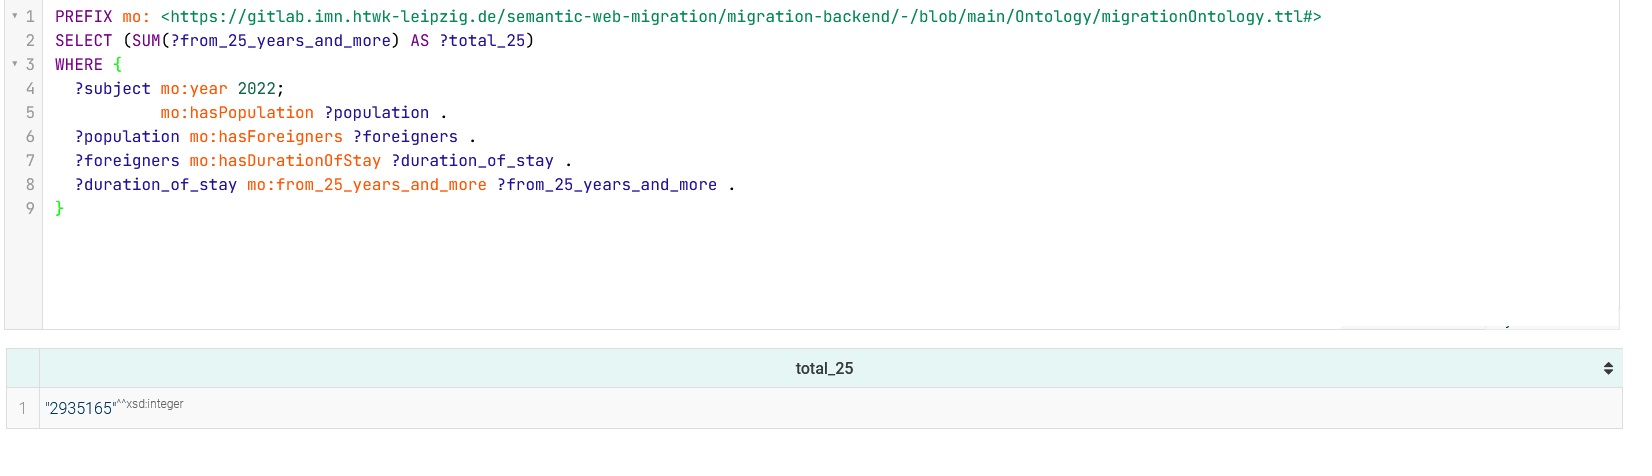 1 PREFIX mo: <https://gitlab.imn.htwk-leipzig.de/semantic-web-migration/migration-backend/-/blob/main/Ontology/migrationOntology.ttl#>
2 SELECT (SUM(?from_25_years_and_more) AS ?total_25)
3 WHERE {
4 ?subject mo:year 2022;
5 mo:hasPopulation ?population .
6 ?population mo:hasForeigners ?foreigners .
7 ?foreigners mo:hasDurationOfStay ?duration_of_stay .
8 ?duration_of_stay mo:from_25_years_and_more ?from_25_years_and_more .
9 }
total_25
1 "2935165"^^xsd:integer